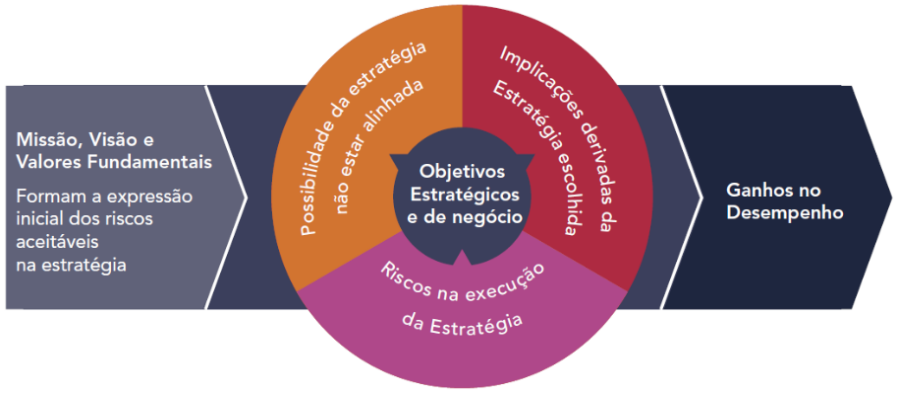 Missão, Visão e
Valores Fundamentais
Formam a expressão
inicial dos riscos
aceitáveis
na estratégia
Possibilidade da estratégia
não estar alinhada
Implicações derivadas da
Estratégia escolhida
Objetivos
Estratégicos
e de negócio
Riscos na execução
da Estratégia
Ganhos no
Desempenho